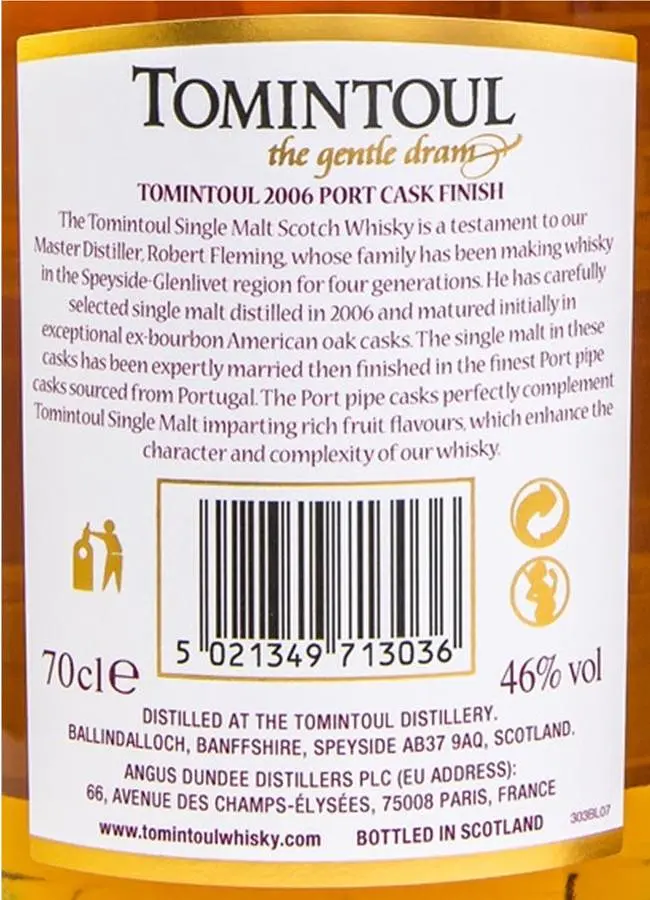 TOMINTOUL
the gentle dram
TOMINTOUL 2006 PORT CASK FINISH
The Tomintoul Single Malt Scotch Whisky is a testament to our
Master Distiller, Robert Fleming, whose family has been making whisky
in the Speyside-Glenlivet region for four generations. He has carefully
selected single malt distilled in 2006 and matured initially in
exceptional ex-bourbon American oak casks. The single malt in these
casks has been expertly married then finished in the finest Port pipe
casks sourced from Portugal. The Port pipe casks perfectly complement
Tomintoul Single Malt imparting rich fruit flavours, which enhance the
character and complexity of our whisky.
5 021349 713036
70cl e
46% vol
DISTILLED AT THE TOMINTOUL DISTILLERY.
BALLINDALLOCH, BANFFSHIRE, SPEYSIDE AB37 9AQ, SCOTLAND.
ANGUS DUNDEE DISTILLERS PLC (EU ADDRESS):
66, AVENUE DES CHAMPS-ÉLYSÉES, 75008 PARIS, FRANCE
www.tomintoulwhisky.com BOTTLED IN SCOTLAND
303BL07